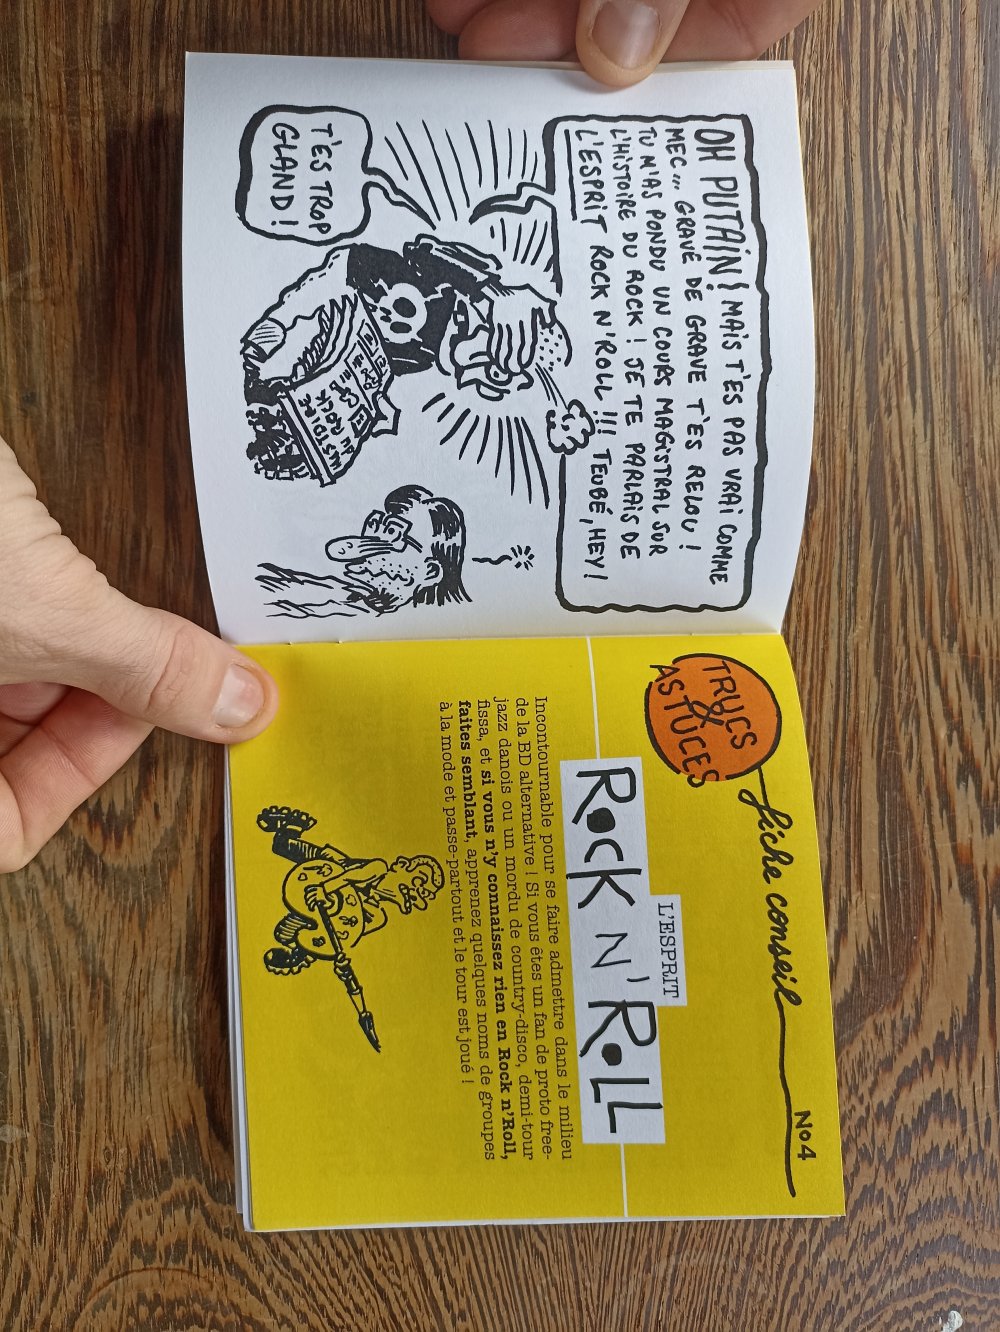 OH PUTAIN! MAIS T'ES PAS VRAI COMME
MEC... GRAVE DE GRAVE T'ES RELOU!
TU M'AS PONDU UN COURS MAGISTRAL SUR
L'HISTOIRE DU ROCK! JE TE PARLAIS DE
L'ESPRIT ROCK N'ROLL!!! TEUBÉ, HEY!
T'ES TROP
GLAND!
HISTOIRE
DU ROCK
TRUCS
&
ASTUCES
fiche conseil
No4
L'ESPRIT
ROCK N'ROLL
Incontournable pour se faire admettre dans le milieu
de la BD alternative ! Si vous êtes un fan de proto free-
jazz danois ou un mordu de country-disco, demi-tour
fissa, et si vous n'y connaissez rien en Rock n'Roll,
faites semblant, apprenez quelques noms de groupes
à la mode et passe-partout et le tour est joué !